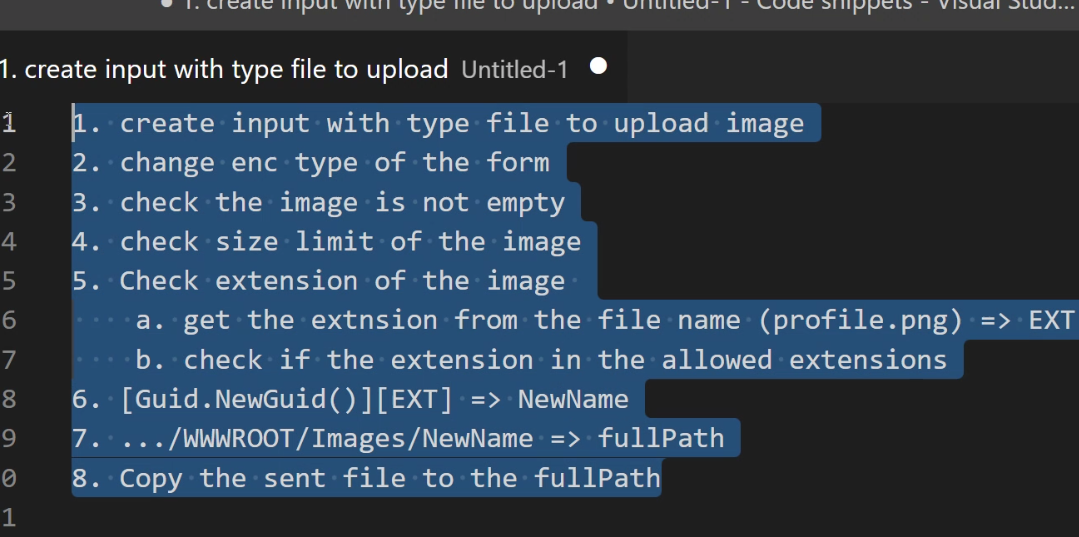 1. create input with type file to upload • Untitled-1 - Code snippets - Visual Stud...
1. create input with type file to upload Untitled-1
1 1. create input with type file to upload image
2 2. change enc type of the form
3 3. check the image is not empty
4 4. check size limit of the image
5 5. Check extension of the image
6 a. get the extnsion from the file name (profile.png) => EXT
7 b. check if the extension in the allowed extensions
8 6. [Guid.NewGuid()][EXT] => NewName
9 7. .../WWWROOT/Images/NewName => fullPath
0 8. Copy the sent file to the fullPath
1